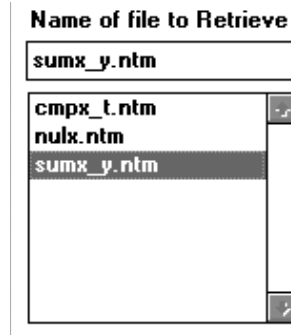 Name of file to Retrieve
sumx_y.ntm
cmpx_t.ntm
nulx.ntm
sumx_y.ntm